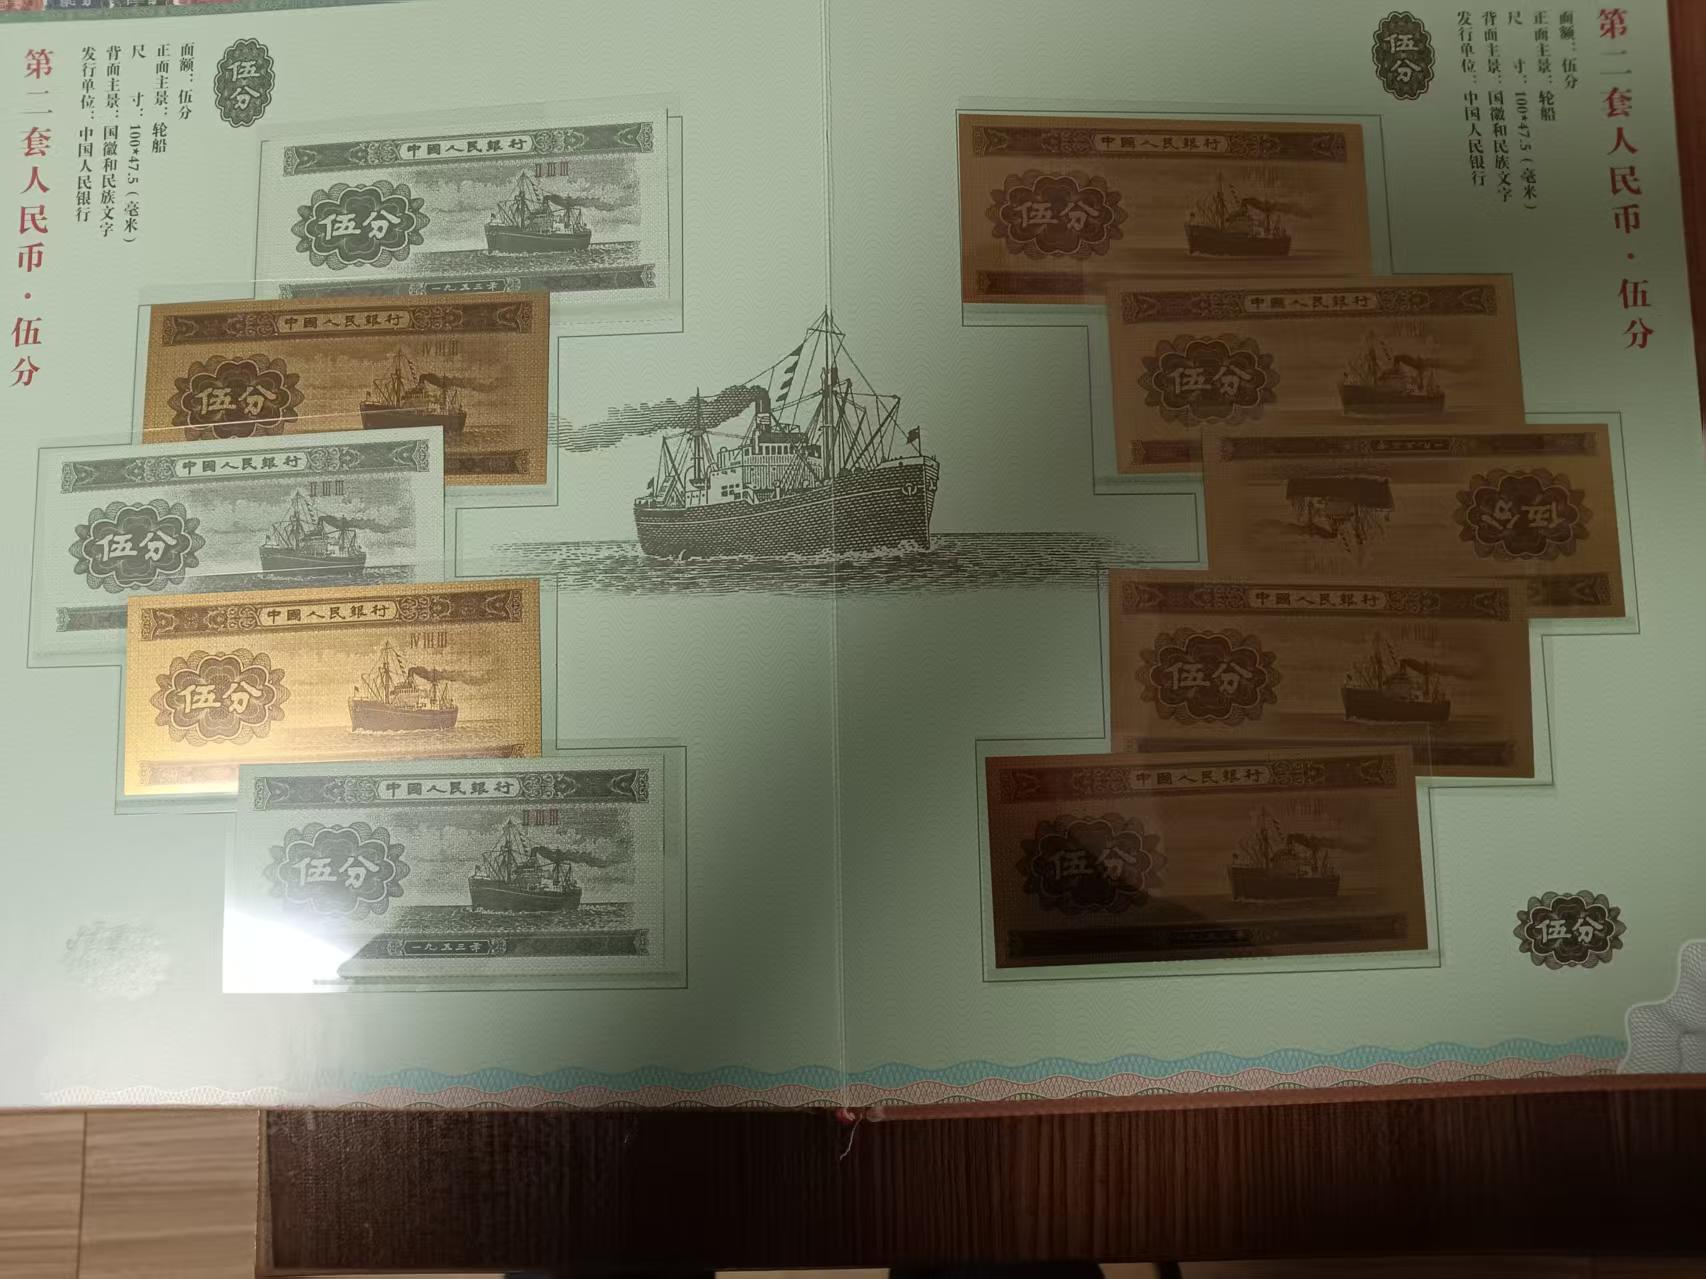 第二套人民币·伍分
面额：伍分
正面主景：轮船
尺 寸：100*47.5（毫米）
背面主景：国徽和民族文字
发行单位：中国人民银行
伍分
中國人民銀行
伍分
ⅡⅢⅢ
一九五三年
中國人民銀行
伍分
ⅣⅢⅡ
中國人民銀行
伍分
ⅡⅢⅢ
中國人民銀行
伍分
ⅣⅢⅡ
中國人民銀行
伍分
ⅡⅢⅢ
一九五三年
第二套人民币·伍分
面额：伍分
正面主景：轮船
尺 寸：100*47.5（毫米）
背面主景：国徽和民族文字
发行单位：中国人民银行
伍分
中國人民銀行
伍分
中國人民銀行
伍分
伍分
中國人民銀行
伍分
中國人民銀行
伍分
伍分